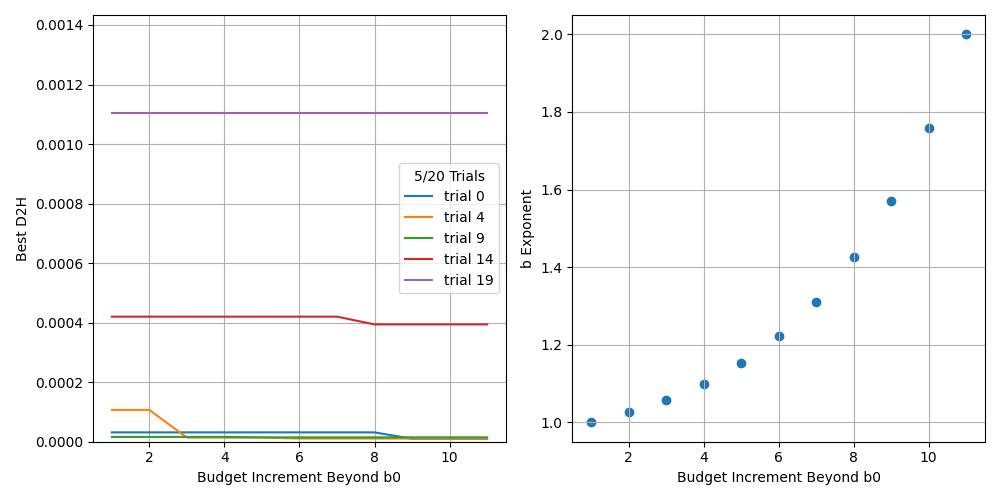 0.0014
0.0012
0.0010
0.0008
0.0006
0.0004
0.0002
0.0000
Best D2H
2 4 6 8 10
Budget Increment Beyond b0
5/20 Trials
trial 0
trial 4
trial 9
trial 14
trial 19
2.0
1.8
1.6
1.4
1.2
1.0
b Exponent
2 4 6 8 10
Budget Increment Beyond b0